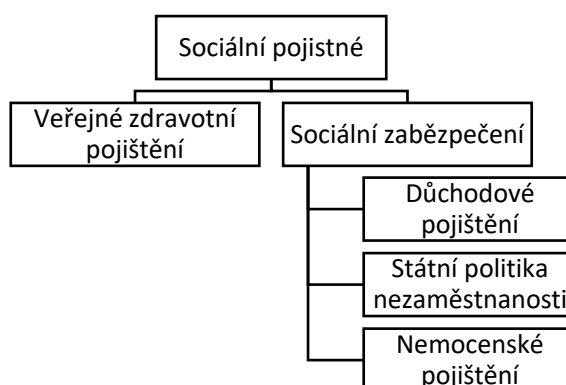 Sociální pojistné
Veřejné zdravotní
pojištění
Sociální zabězpečení
Důchodové
pojištění
Státní politika
nezaměstnanosti
Nemocenské
pojištění